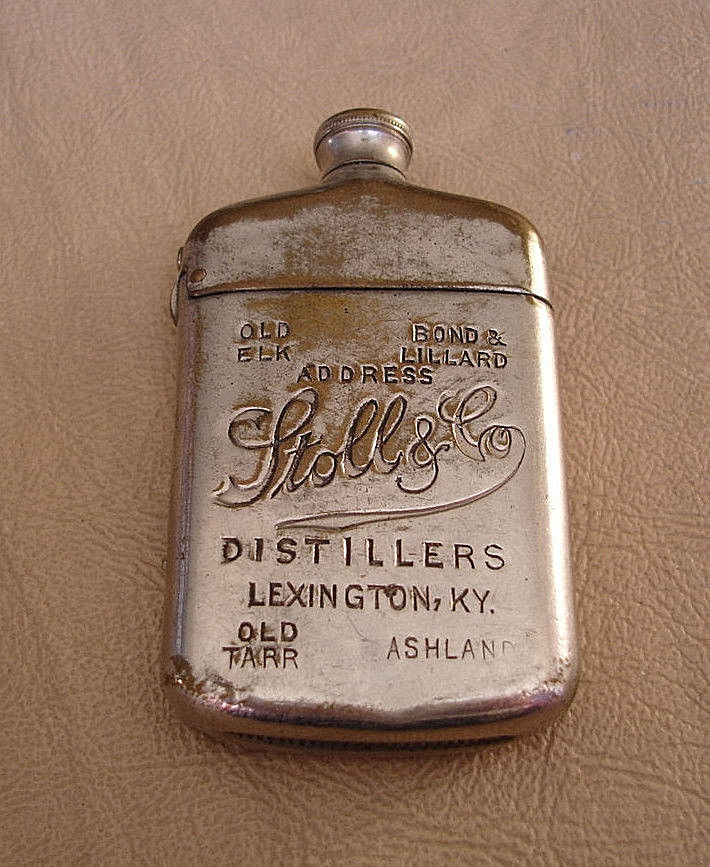 OLD BOND &
ELK LILLARD
ADDRESS
Stoll & Co
DISTILLERS
LEXINGTON, KY.
OLD
TARR ASHLAND